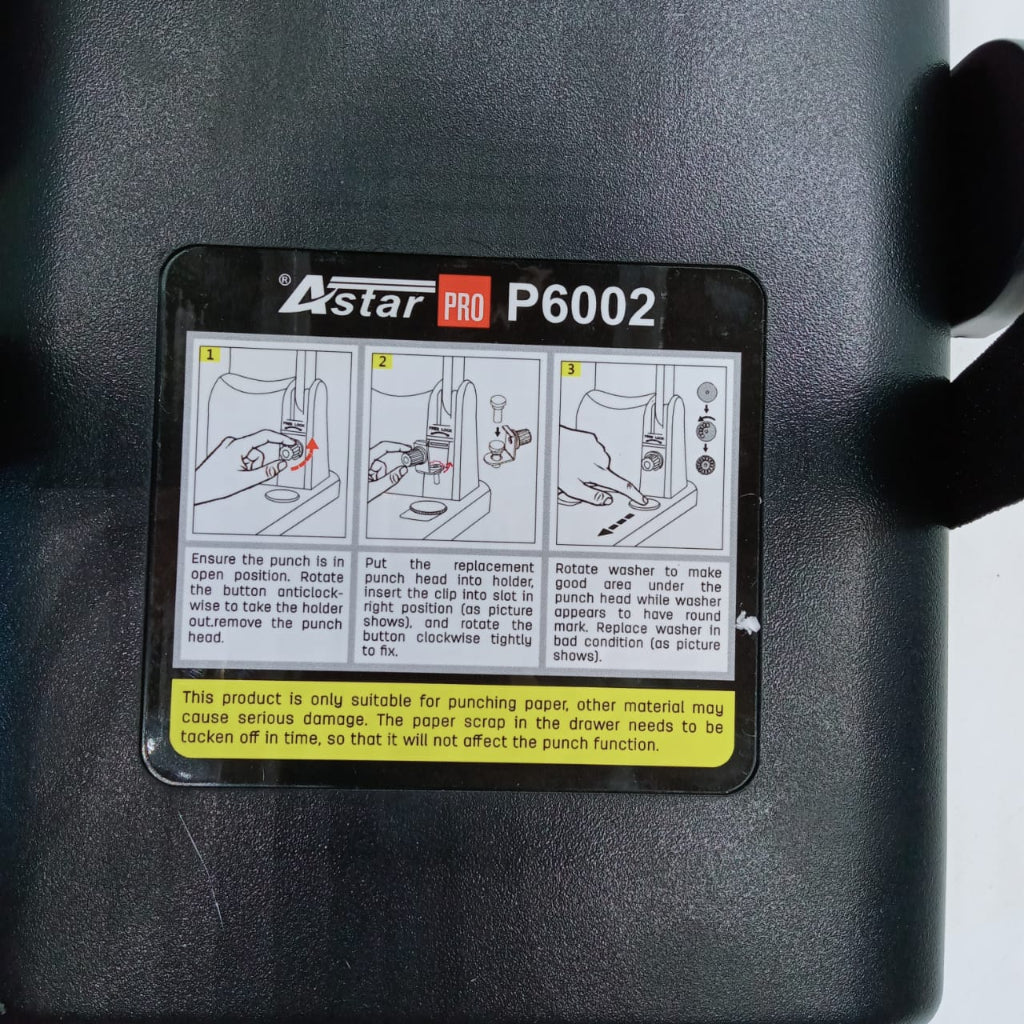 ® Astar PRO P6002
1
2
3
Ensure the punch is in
open position. Rotate
the button anticlock-
wise to take the holder
out.remove the punch
head.
Put the replacement
punch head into holder,
insert the clip into slot in
right position (as picture
shows), and rotate the
button clockwise tightly
to fix.
Rotate washer to make
good area under the
punch head while washer
appears to have round
mark. Replace washer in
bad condition (as picture
shows).
This product is only suitable for punching paper, other material may
cause serious damage. The paper scrap in the drawer needs to be
tacken off in time, so that it will not affect the punch function.